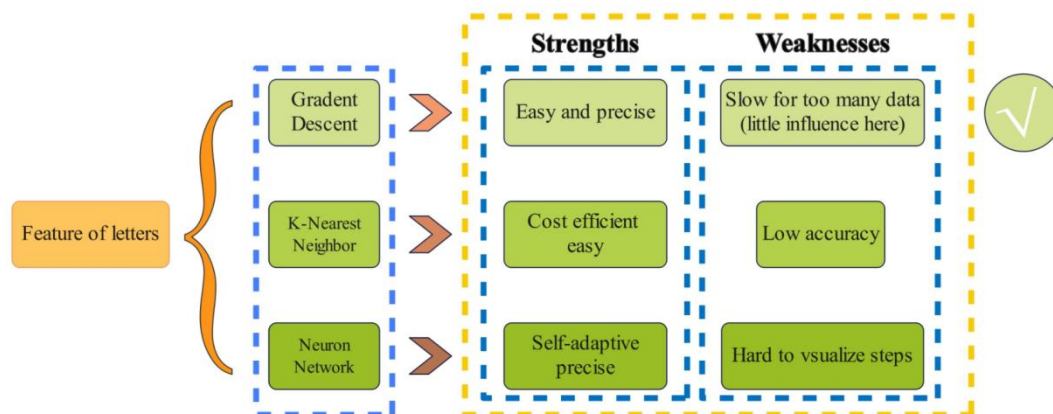 Strengths
Weaknesses
Gradent
Descent
Easy and precise
Slow for too many data
(little influence here)
Feature of letters
K-Nearest
Neighbor
Cost efficient
easy
Low accuracy
Neuron
Network
Self-adaptive
precise
Hard to vsualize steps